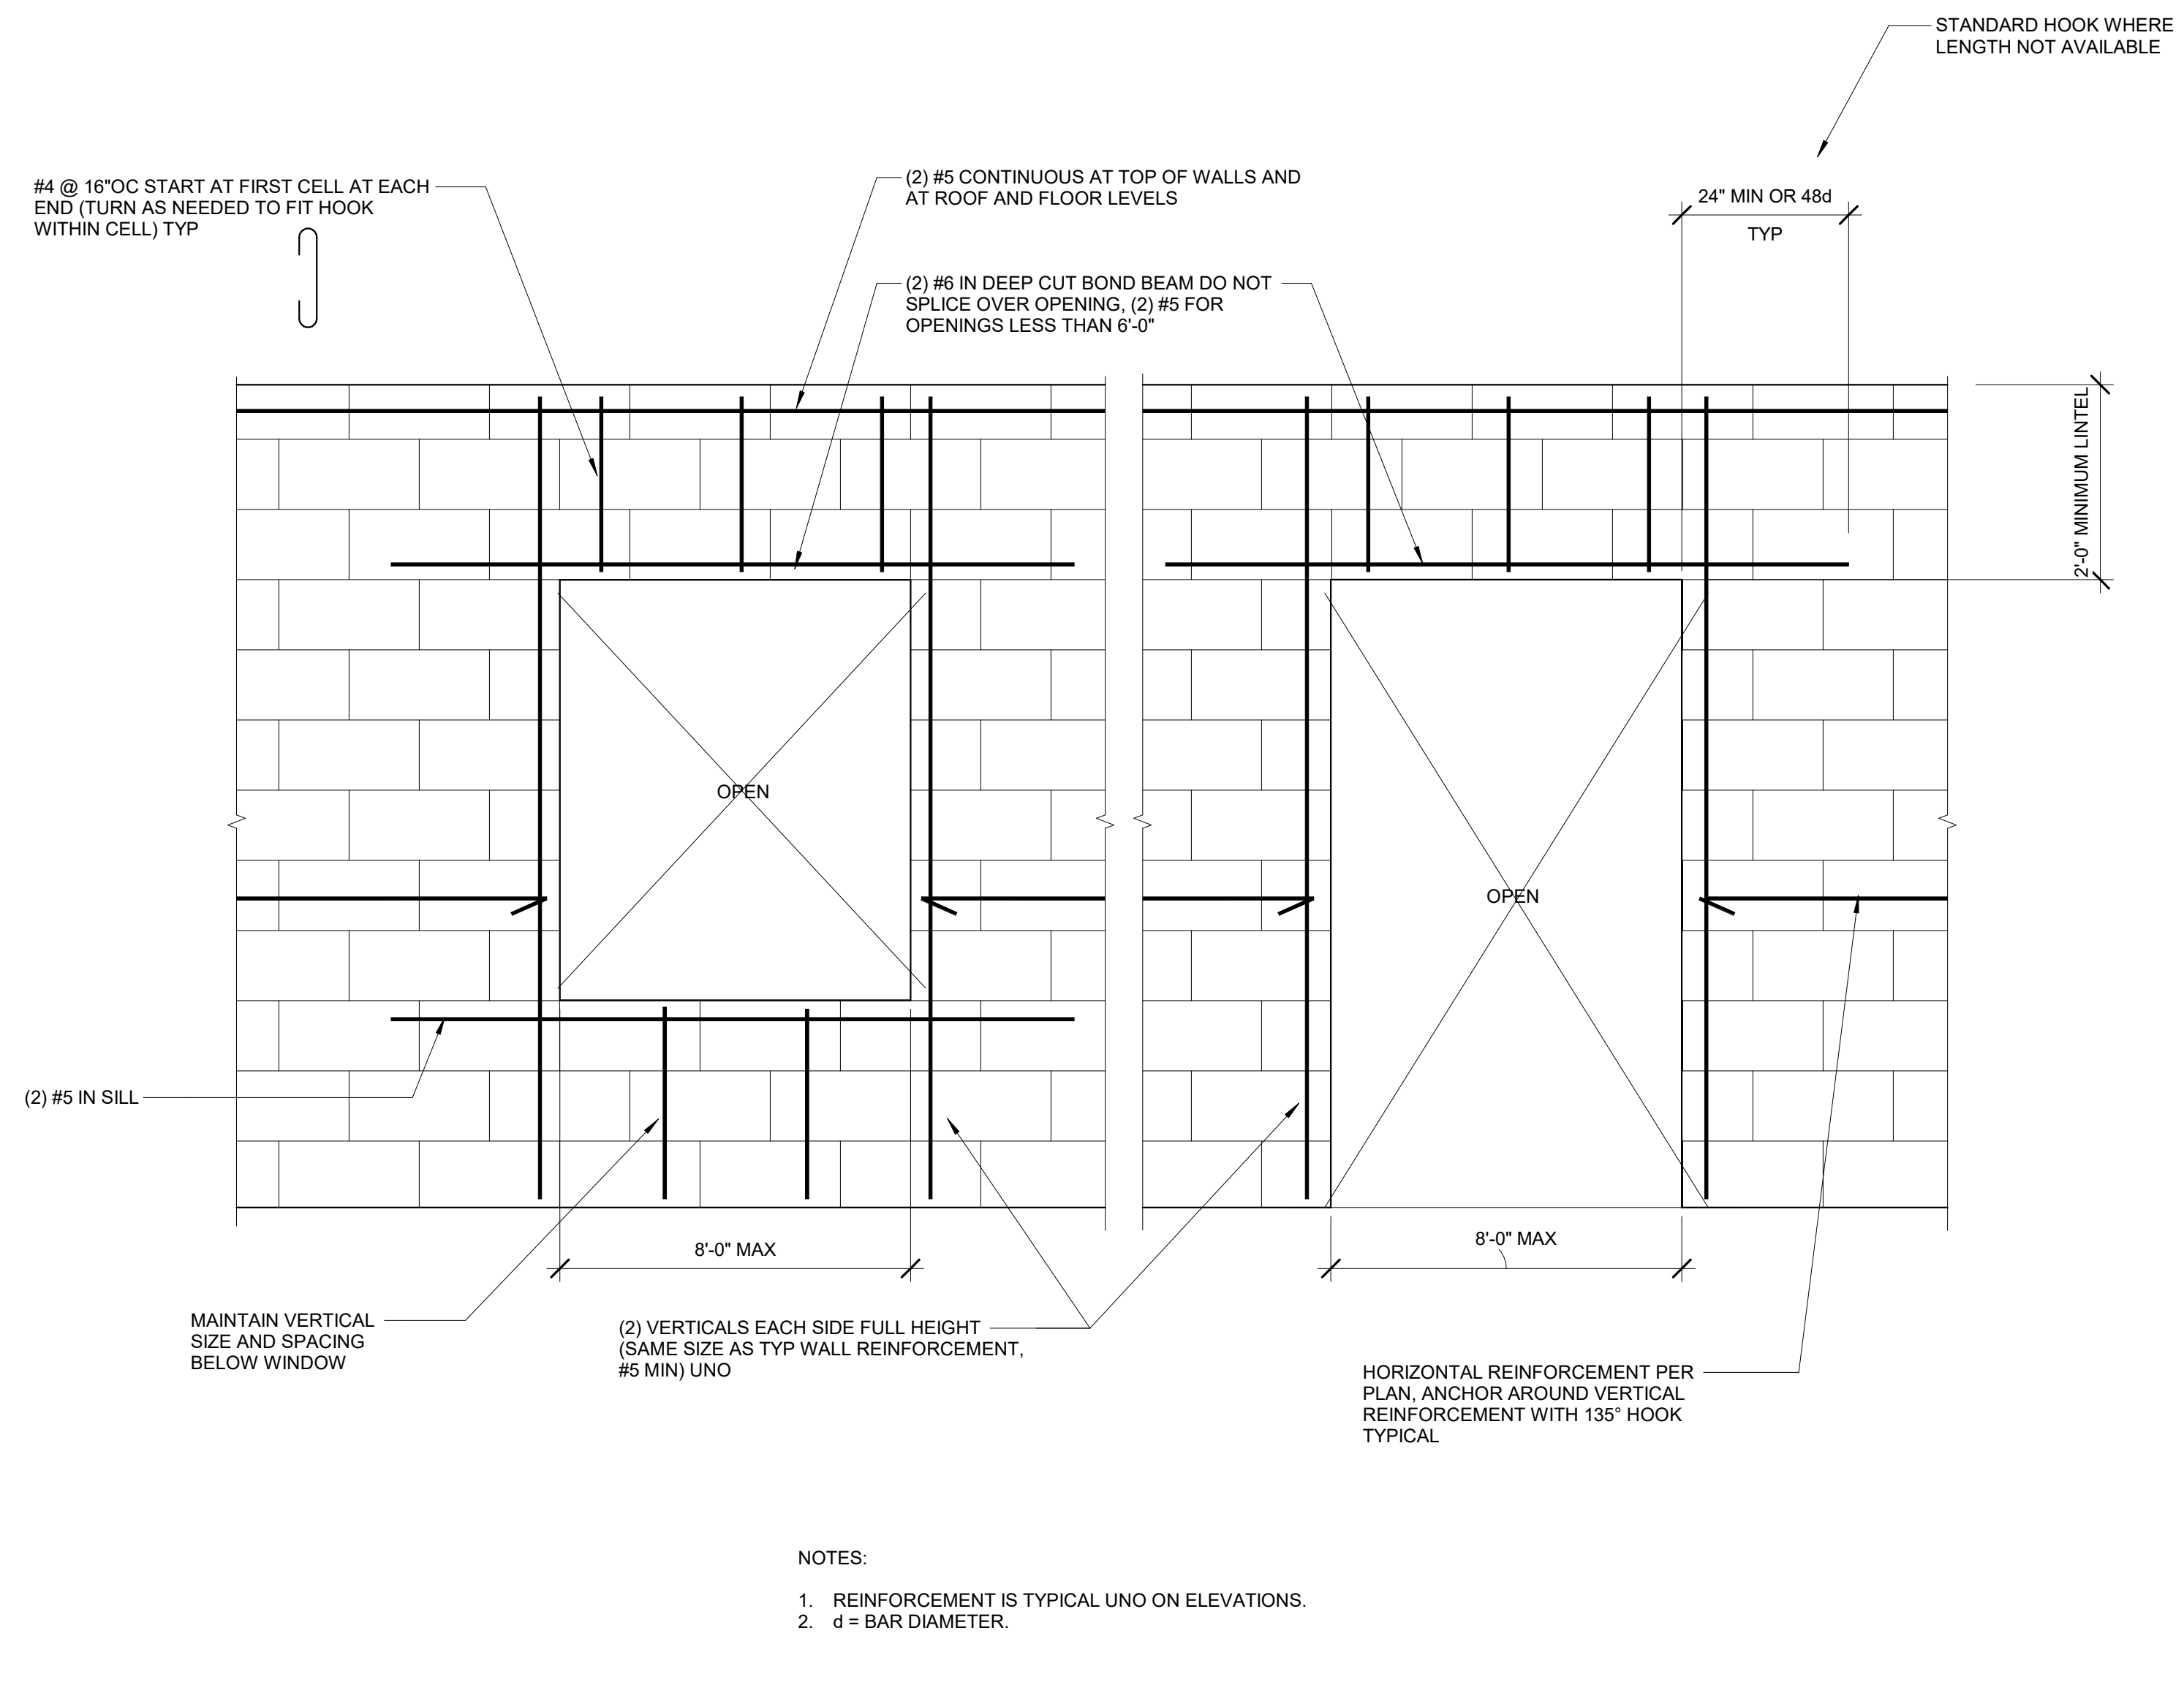 STANDARD HOOK WHERE
LENGTH NOT AVAILABLE
#4 @ 16"OC START AT FIRST CELL AT EACH
END (TURN AS NEEDED TO FIT HOOK
WITHIN CELL) TYP
(2) #5 CONTINUOUS AT TOP OF WALLS AND
AT ROOF AND FLOOR LEVELS
24" MIN OR 48d
TYP
(2) #6 IN DEEP CUT BOND BEAM DO NOT
SPLICE OVER OPENING, (2) #5 FOR
OPENINGS LESS THAN 6'-0"
2'-0" MINIMUM LINTEL
OPEN
OPEN
(2) #5 IN SILL
8'-0" MAX
8'-0" MAX
MAINTAIN VERTICAL
SIZE AND SPACING
BELOW WINDOW
(2) VERTICALS EACH SIDE FULL HEIGHT
(SAME SIZE AS TYP WALL REINFORCEMENT,
#5 MIN) UNO
HORIZONTAL REINFORCEMENT PER
PLAN, ANCHOR AROUND VERTICAL
REINFORCEMENT WITH 135° HOOK
TYPICAL
NOTES:
1. REINFORCEMENT IS TYPICAL UNO ON ELEVATIONS.
2. d = BAR DIAMETER.